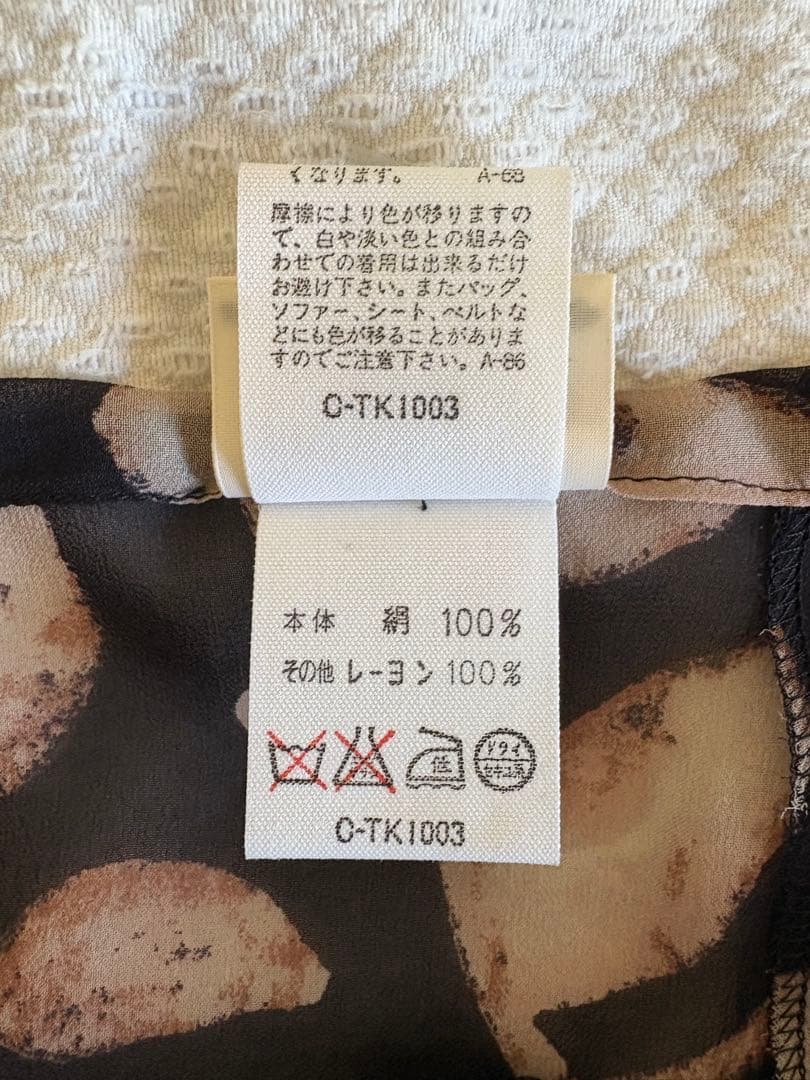 くなります。 A-68
摩擦により色が移りますの
で、白や淡い色との組み合
わせでの着用は出来るだけ
お避け下さい。またバッグ、
ソファー、シート、ベルトな
どにも色が移ることがありま
すのでご注意下さい。A-86
C-TK1003
本体 絹 100%
その他 レーヨン 100%
低 ドライ
セキユ系
C-TK1003